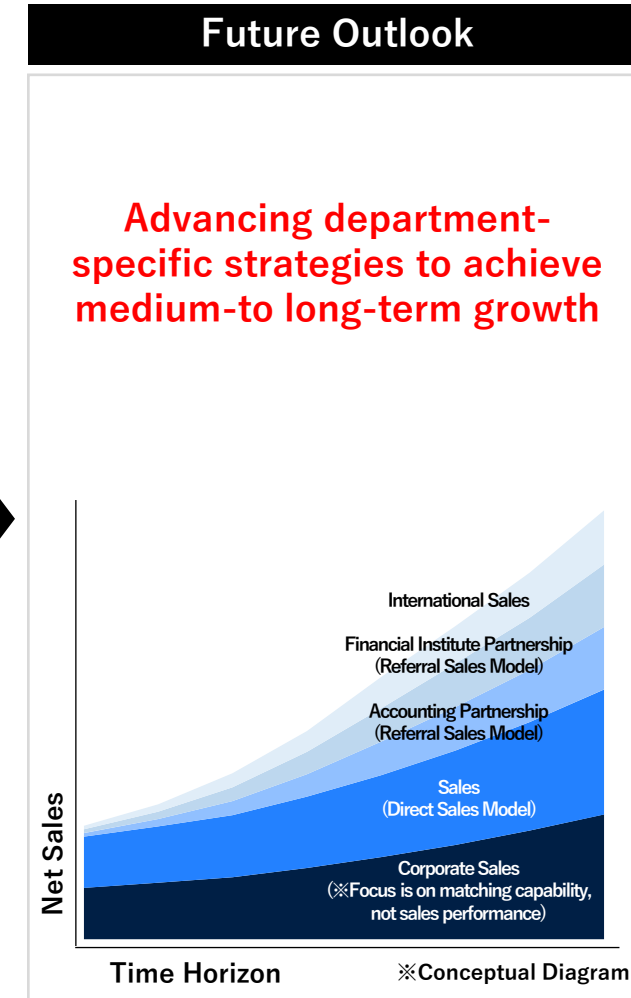 Future Outlook
Advancing department-
specific strategies to achieve
medium-to long-term growth
International Sales
Financial Institute Partnership
(Referral Sales Model)
Accounting Partnership
(Referral Sales Model)
Sales
(Direct Sales Model)
Corporate Sales
(※Focus is on matching capability,
not sales performance)
Net Sales
Time Horizon
※Conceptual Diagram